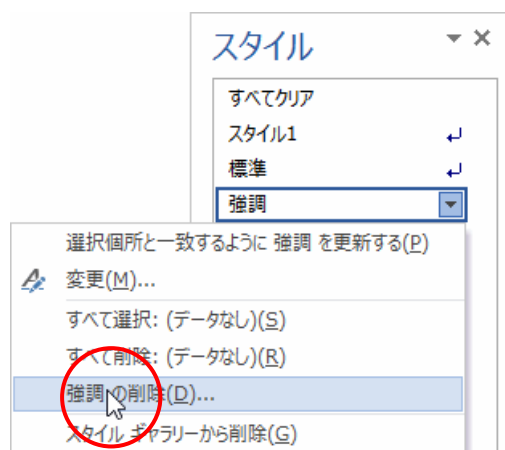 スタイル
すべてクリア
スタイル1
標準
強調
選択個所と一致するように 強調 を更新する(P)
変更(M)...
すべて選択: (データなし)(S)
すべて削除: (データなし)(R)
強調 の削除(D)...
スタイル ギャラリーから削除(G)